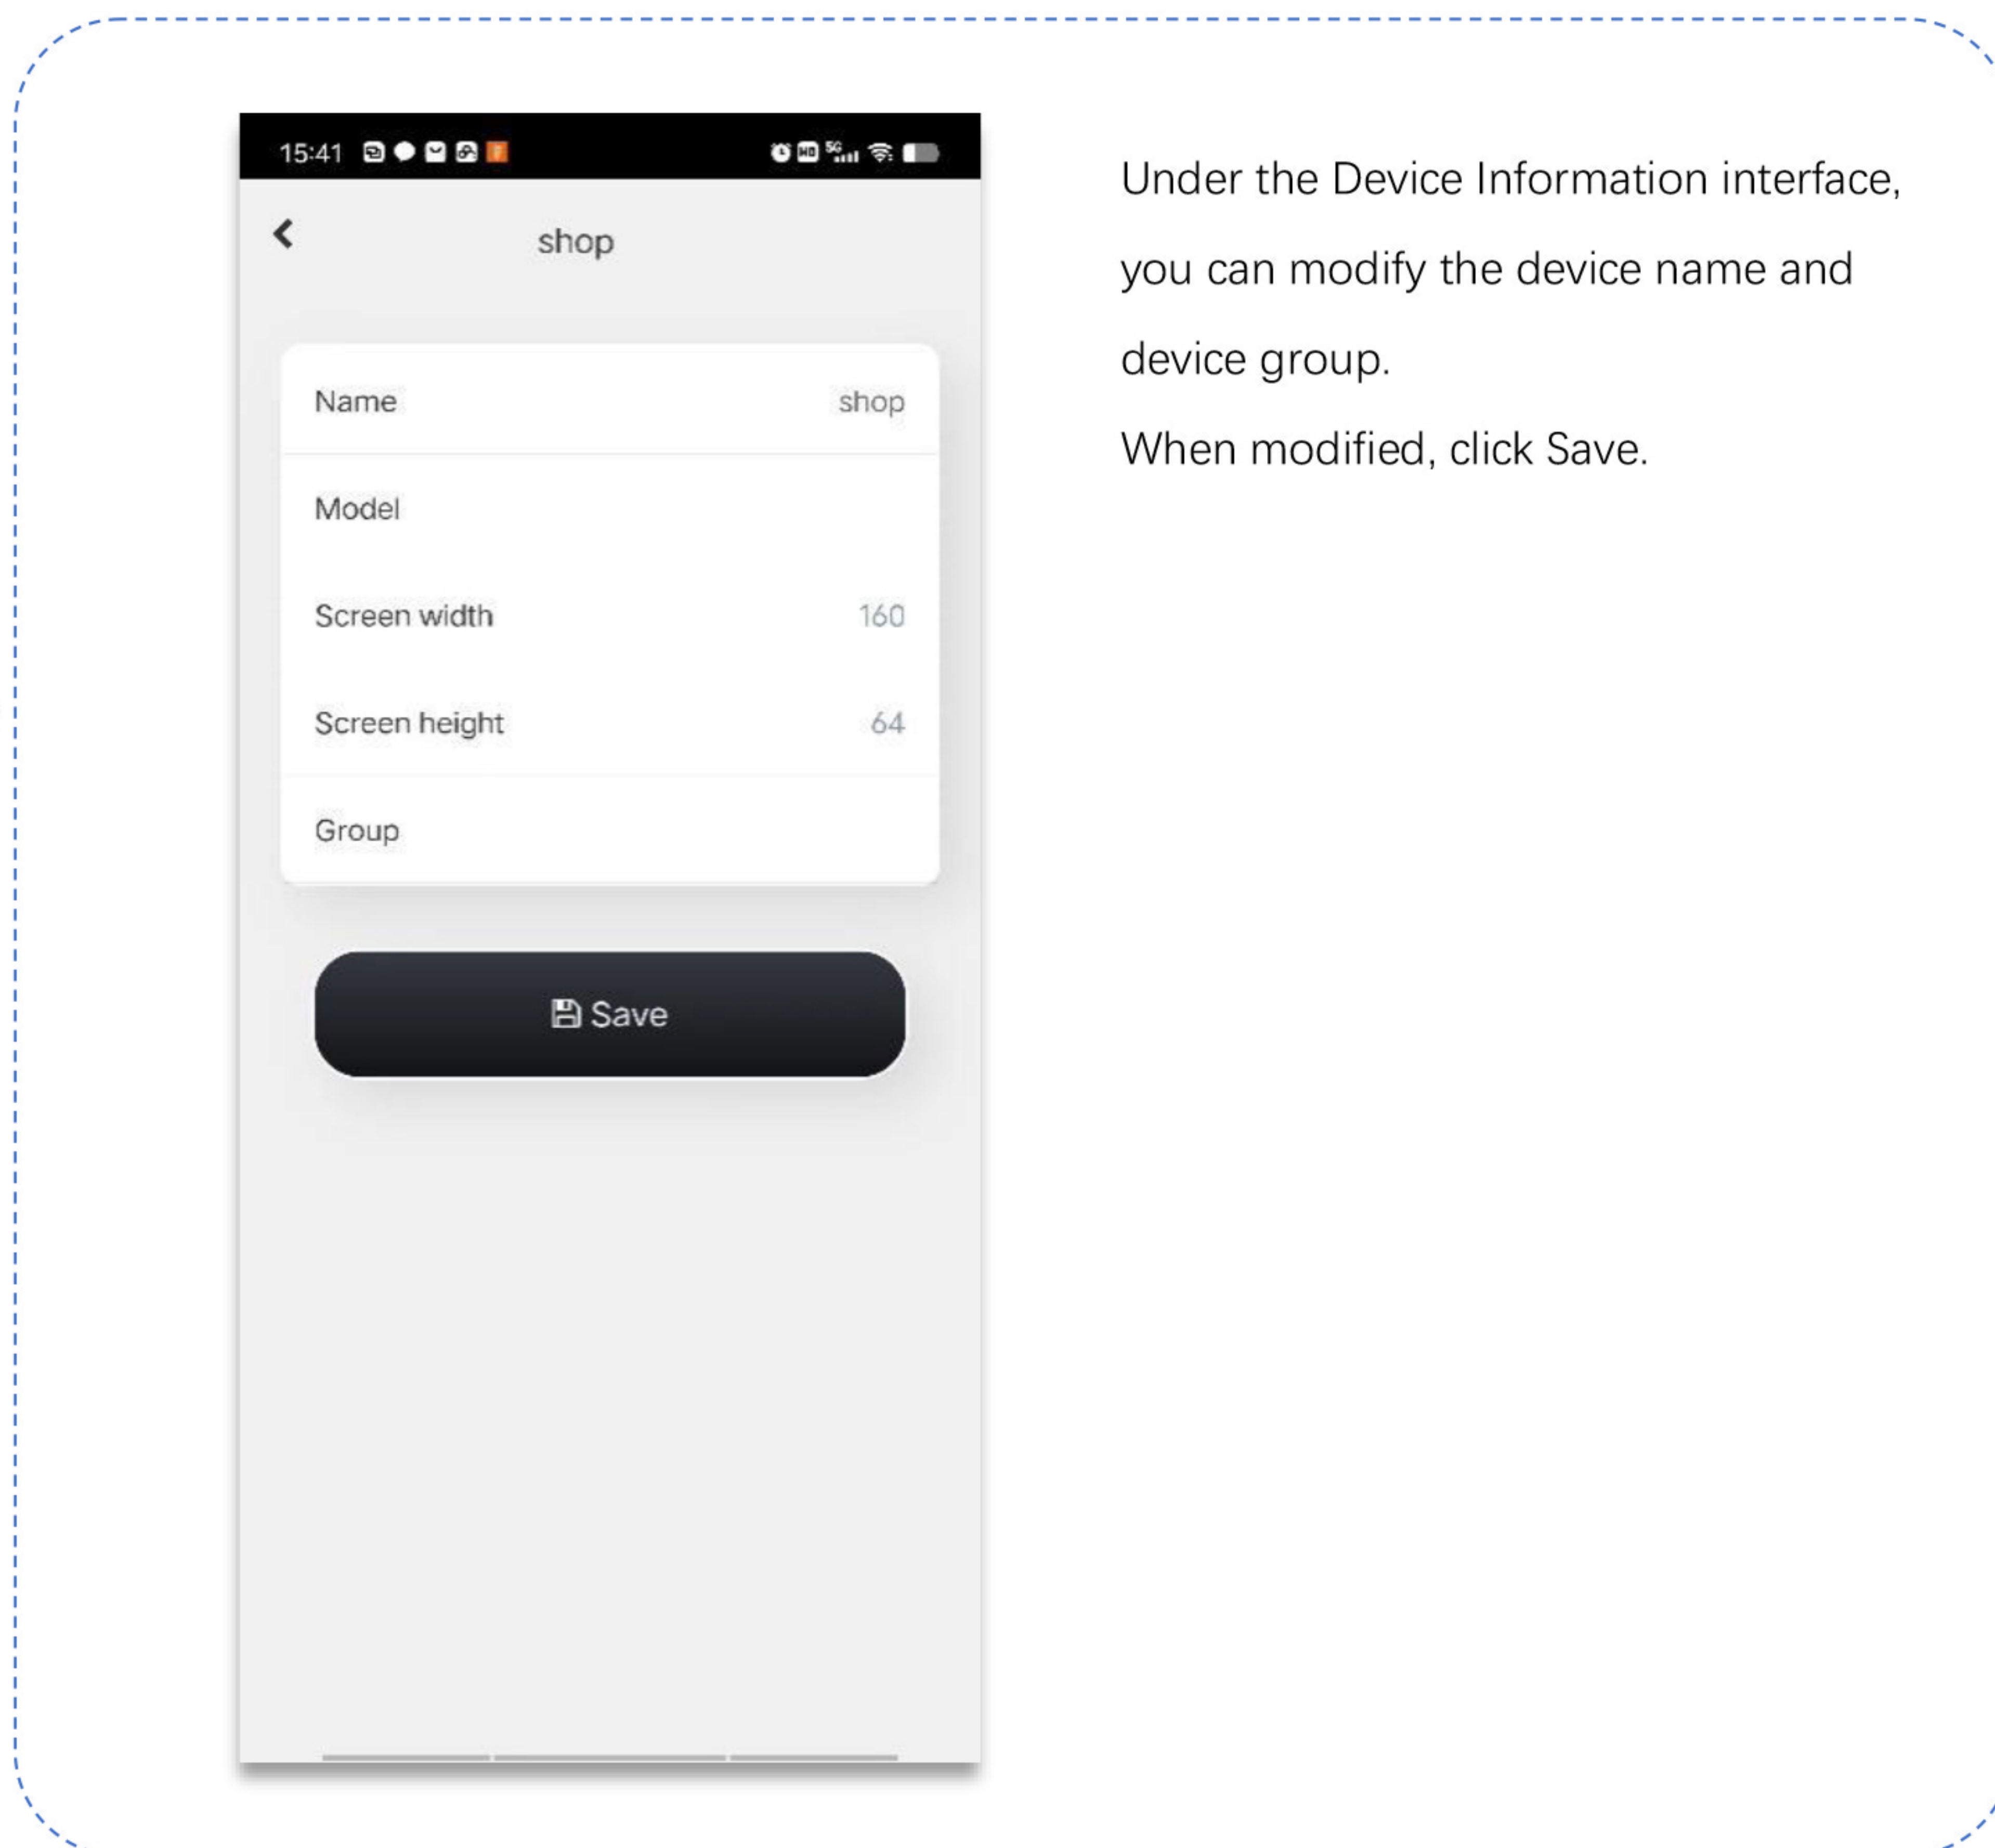 15:41
5G
shop
Name shop
Model
Screen width 160
Screen height 64
Group
Save
Under the Device Information interface,
you can modify the device name and
device group.
When modified, click Save.